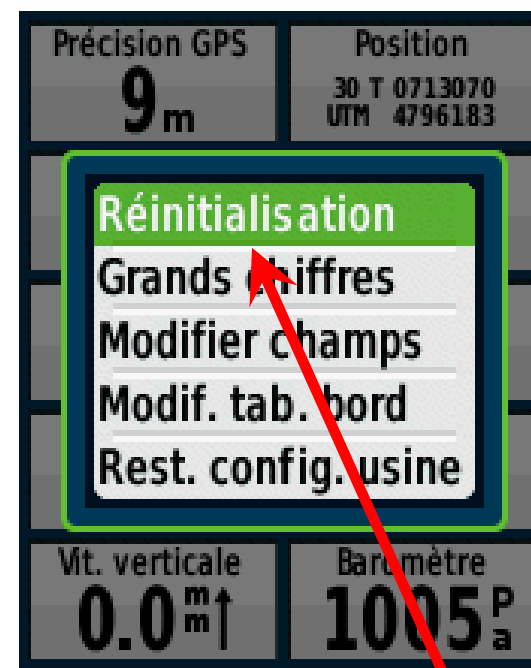 Précision GPS
9m
Position
30 T 0713070
UTM 4796183
Réinitialisation
Grands chiffres
Modifier champs
Modif. tab. bord
Rest. config. usine
Vit. verticale
0.0 m m ↑
Baromètre
1005 P a